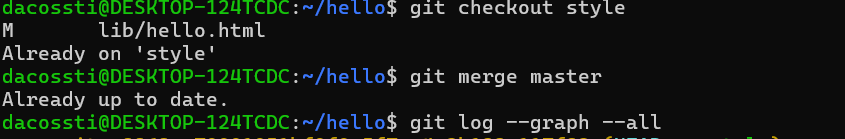 dacossti@DESKTOP-124TCDC:~/hello$ git checkout style
M       lib/hello.html
Already on 'style'
dacossti@DESKTOP-124TCDC:~/hello$ git merge master
Already up to date.
dacossti@DESKTOP-124TCDC:~/hello$ git log --graph --all